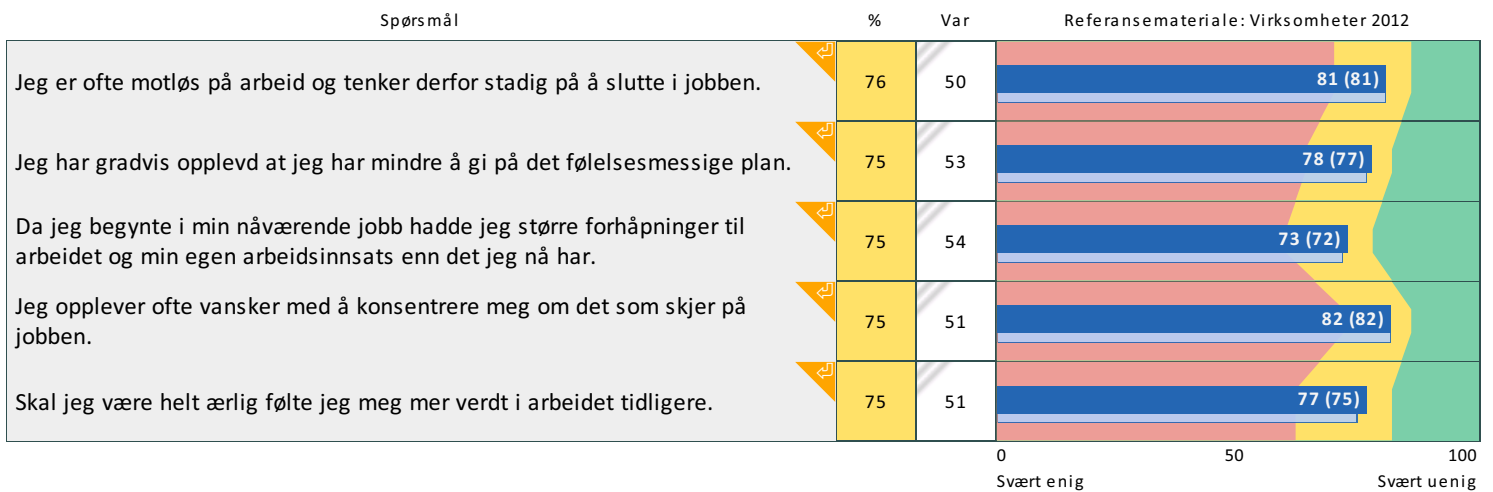 Spørsmål % Var Referansemateriale: Virksomheter 2012
Jeg er ofte motløs på arbeid og tenker derfor stadig på å slutte i jobben. 76 50 81 (81)
Jeg har gradvis opplevd at jeg har mindre å gi på det følelsesmessige plan. 75 53 78 (77)
Da jeg begynte i min nåværende jobb hadde jeg større forhåpninger til
arbeidet og min egen arbeidsinnsats enn det jeg nå har. 75 54 73 (72)
Jeg opplever ofte vansker med å konsentrere meg om det som skjer på
jobben. 75 51 82 (82)
Skal jeg være helt ærlig følte jeg meg mer verdt i arbeidet tidligere. 75 51 77 (75)
0 50 100
Svært enig Svært uenig